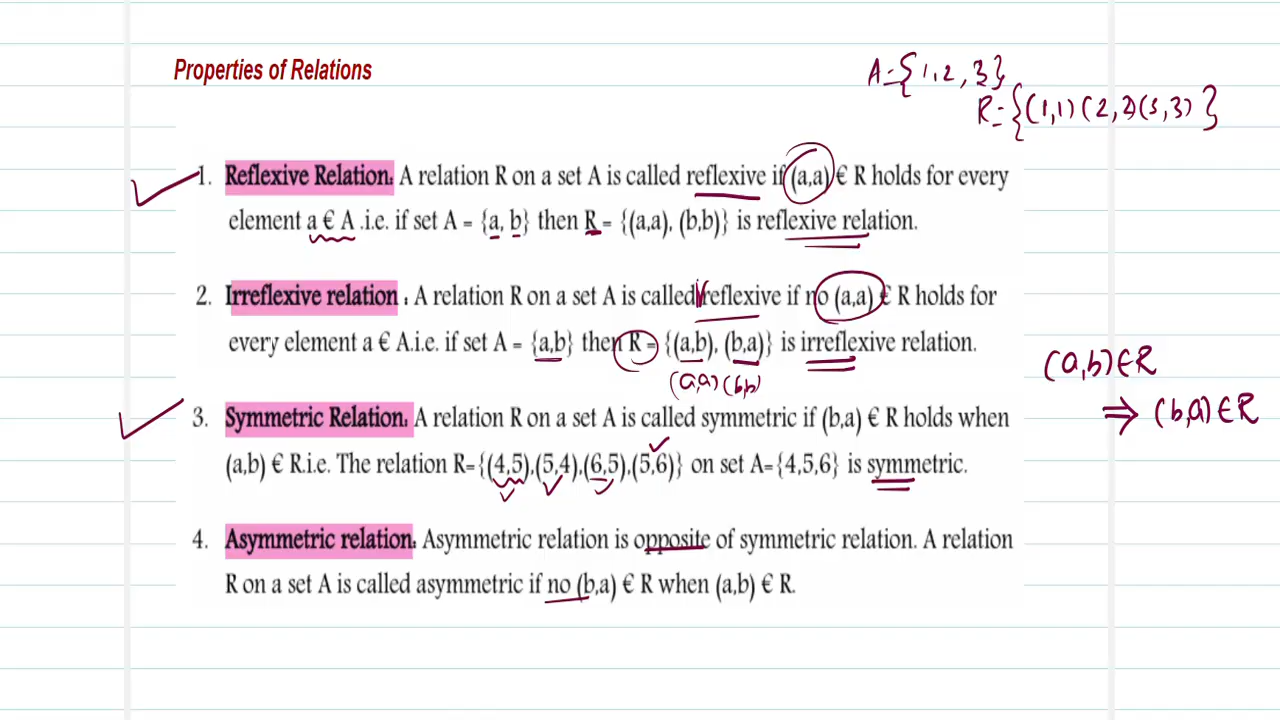 Properties of Relations
A = {1, 2, 3}
R = {(1,1) (2,2) (3,3) }
1. Reflexive Relation: A relation R on a set A is called reflexive if (a,a) € R holds for every
element a € A .i.e. if set A = {a, b} then R = {(a,a), (b,b)} is reflexive relation.
2. Irreflexive relation : A relation R on a set A is called reflexive if no (a,a) € R holds for
every element a € A.i.e. if set A = {a,b} then R = {(a,b), (b,a)} is irreflexive relation.
(a,a) (b,b)
(a,b) ∈ R
⇒ (b,a) ∈ R
3. Symmetric Relation: A relation R on a set A is called symmetric if (b,a) € R holds when
(a,b) € R.i.e. The relation R={(4,5),(5,4),(6,5),(5,6)} on set A={4,5,6} is symmetric.
4. Asymmetric relation: Asymmetric relation is opposite of symmetric relation. A relation
R on a set A is called asymmetric if no (b,a) € R when (a,b) € R.